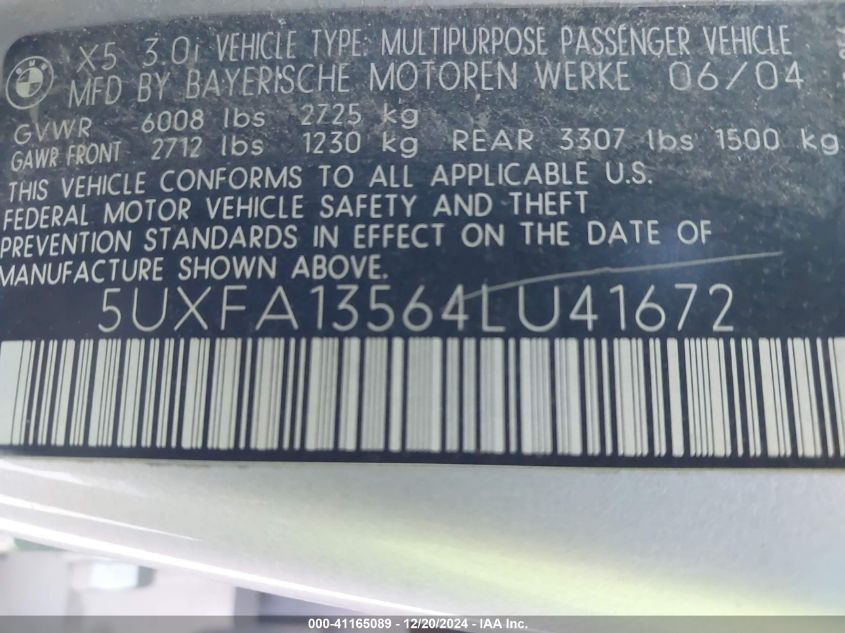 BMW
X5 3.0i VEHICLE TYPE: MULTIPURPOSE PASSENGER VEHICLE
MFD BY BAYERISCHE MOTOREN WERKE 06/04
GVWR 6008 lbs 2725 kg
GAWR FRONT 2712 lbs 1230 kg REAR 3307 lbs 1500 kg
THIS VEHICLE CONFORMS TO ALL APPLICABLE U.S.
FEDERAL MOTOR VEHICLE SAFETY AND THEFT
PREVENTION STANDARDS IN EFFECT ON THE DATE OF
MANUFACTURE SHOWN ABOVE.
5UXFA13564LU41672
000-41165089 - 12/20/2024 - IAA Inc.